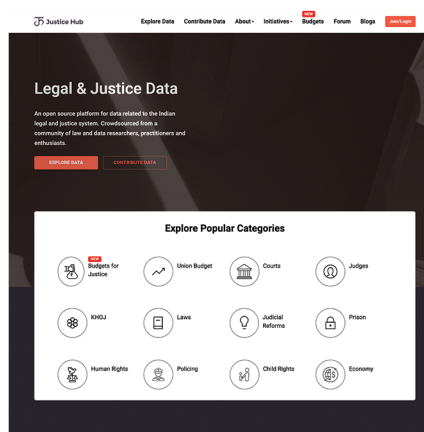 Justice Hub
Explore Data Contribute Data About Initiatives NEW Budgets Forum Blogs Join/Login
Legal & Justice Data
An open source platform for data related to the Indian
legal and justice system. Crowdsourced from a
community of law and data researchers, practitioners and
enthusiasts.
EXPLORE DATA CONTRIBUTE DATA
Explore Popular Categories
NEW
Budgets for
Justice
Union Budget
Courts
Judges
KHOJ
Laws
Judicial
Reforms
Prison
Human Rights
Policing
Child Rights
Economy